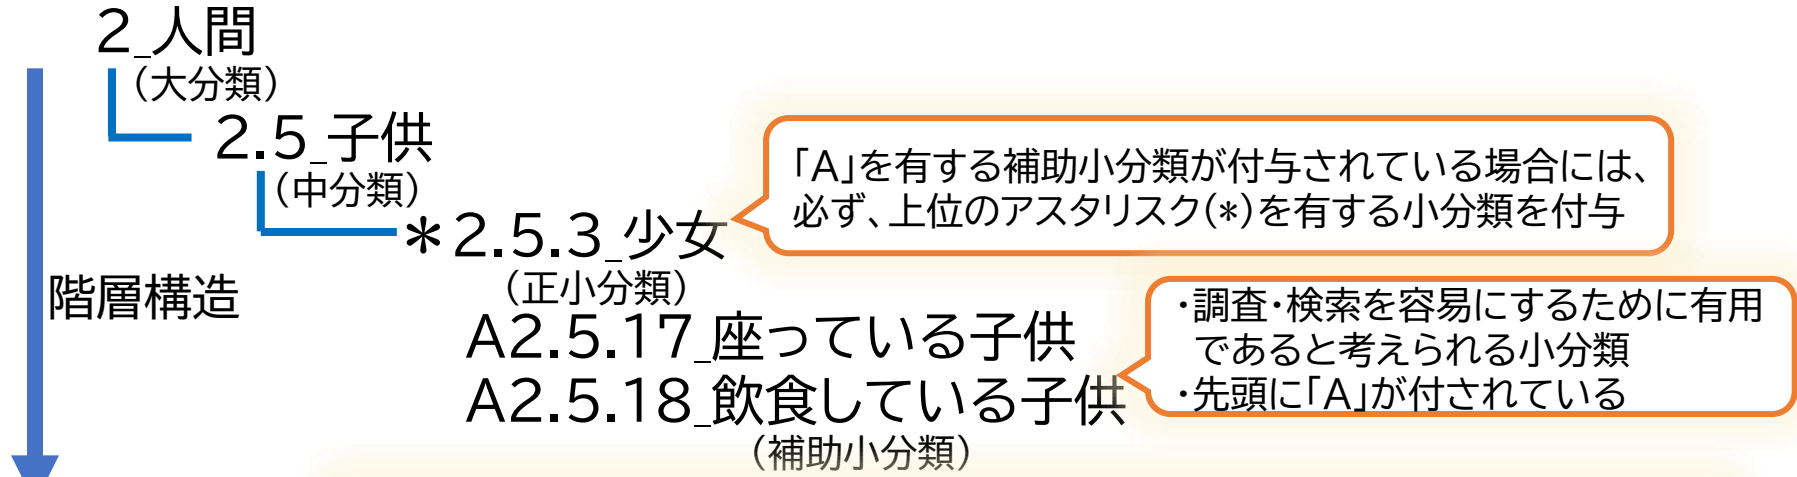 2_人間
(大分類)
2.5_子供
(中分類)
*2.5.3_少女
(正小分類)
A2.5.17_座っている子供
A2.5.18_飲食している子供
(補助小分類)
階層構造
「A」を有する補助小分類が付与されている場合には、
必ず、上位のアスタリスク(*)を有する小分類を付与
・調査・検索を容易にするために有用
であると考えられる小分類
・先頭に「A」が付されている